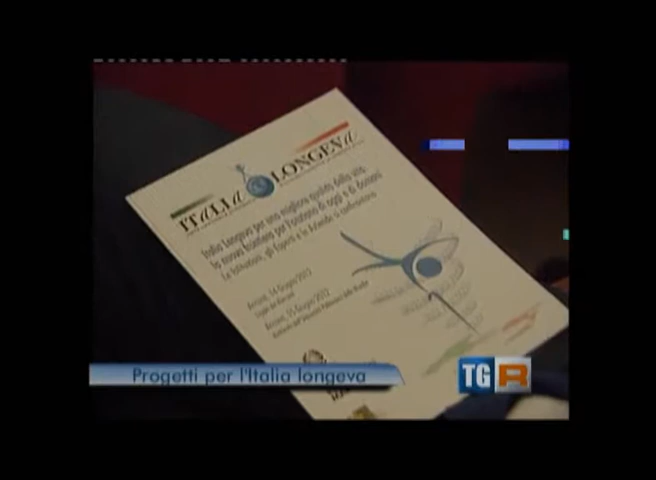 ITALIA LONGEVA
Italia Longeva per una migliore qualità della vita:
le nuove frontiere per l'anziano di oggi e di domani
Le Istituzioni, gli Esperti e le Aziende si confrontano
Ancona, 14 Giugno 2012
Ancona, 15 Giugno 2012
Progetti per l'Italia longeva
TGR